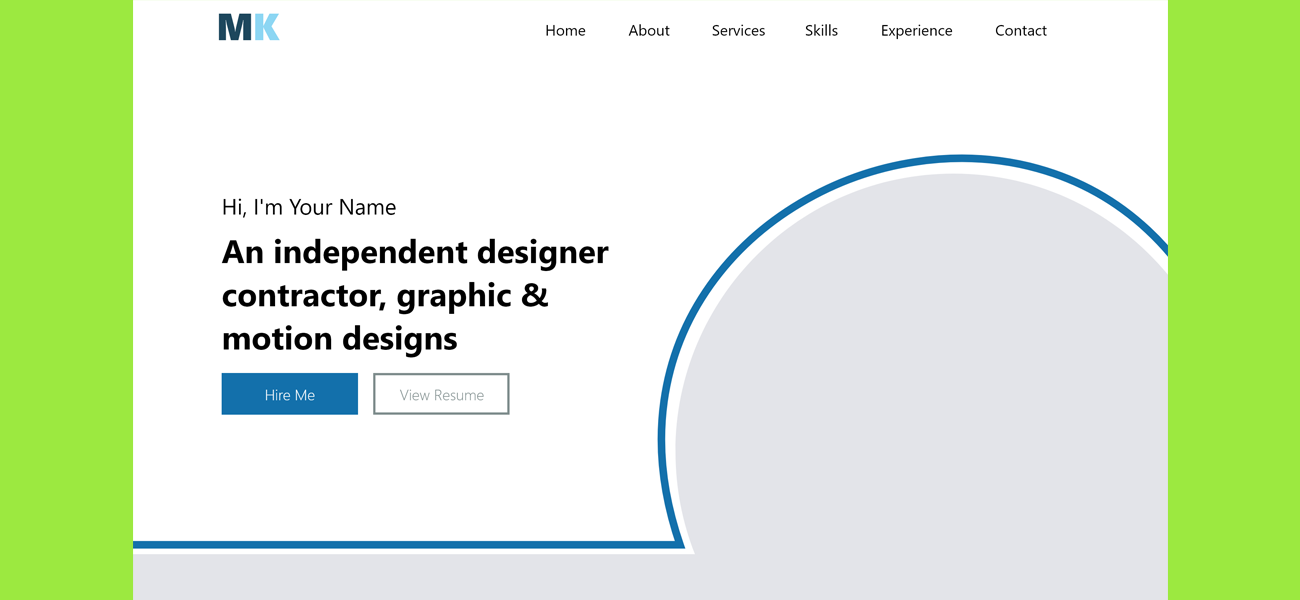 MK
Home About Services Skills Experience Contact
Hi, I'm Your Name
An independent designer
contractor, graphic &
motion designs
Hire Me View Resume